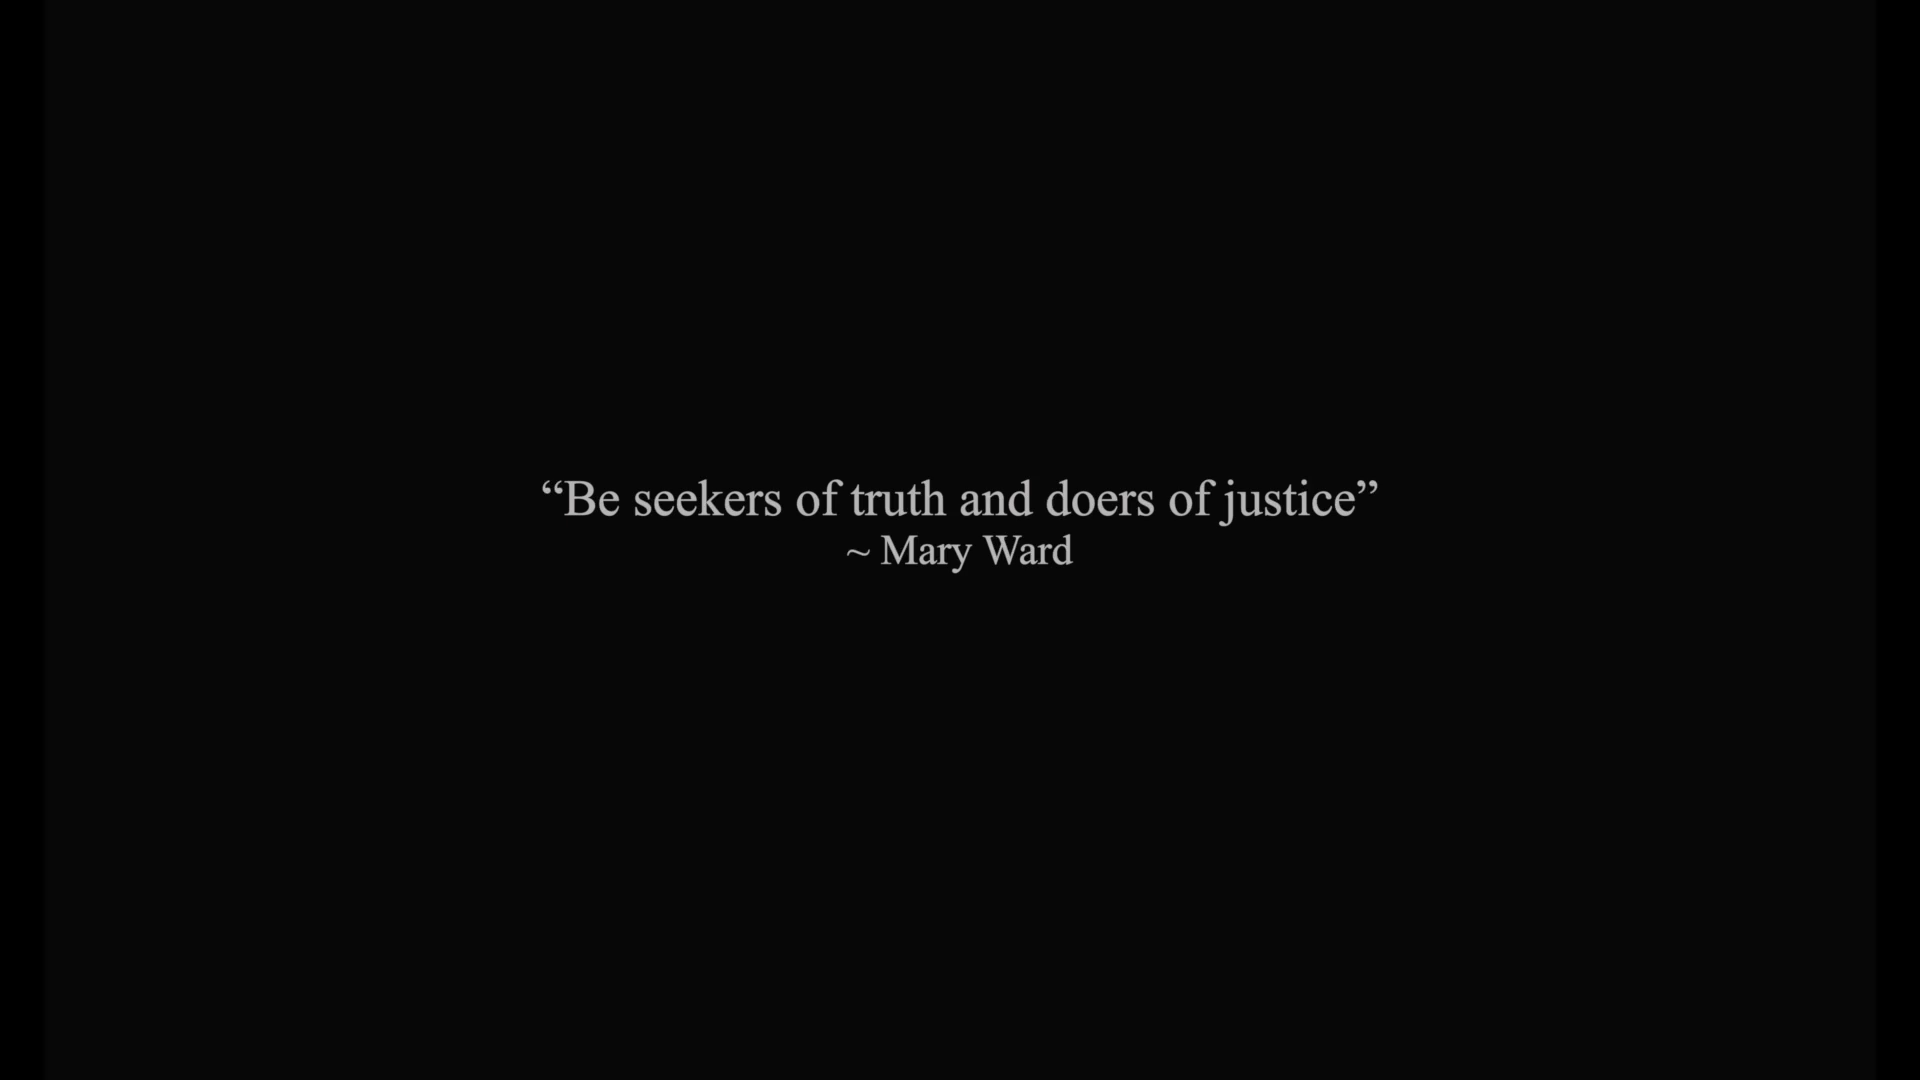 “Be seekers of truth and doers of justice”
~ Mary Ward